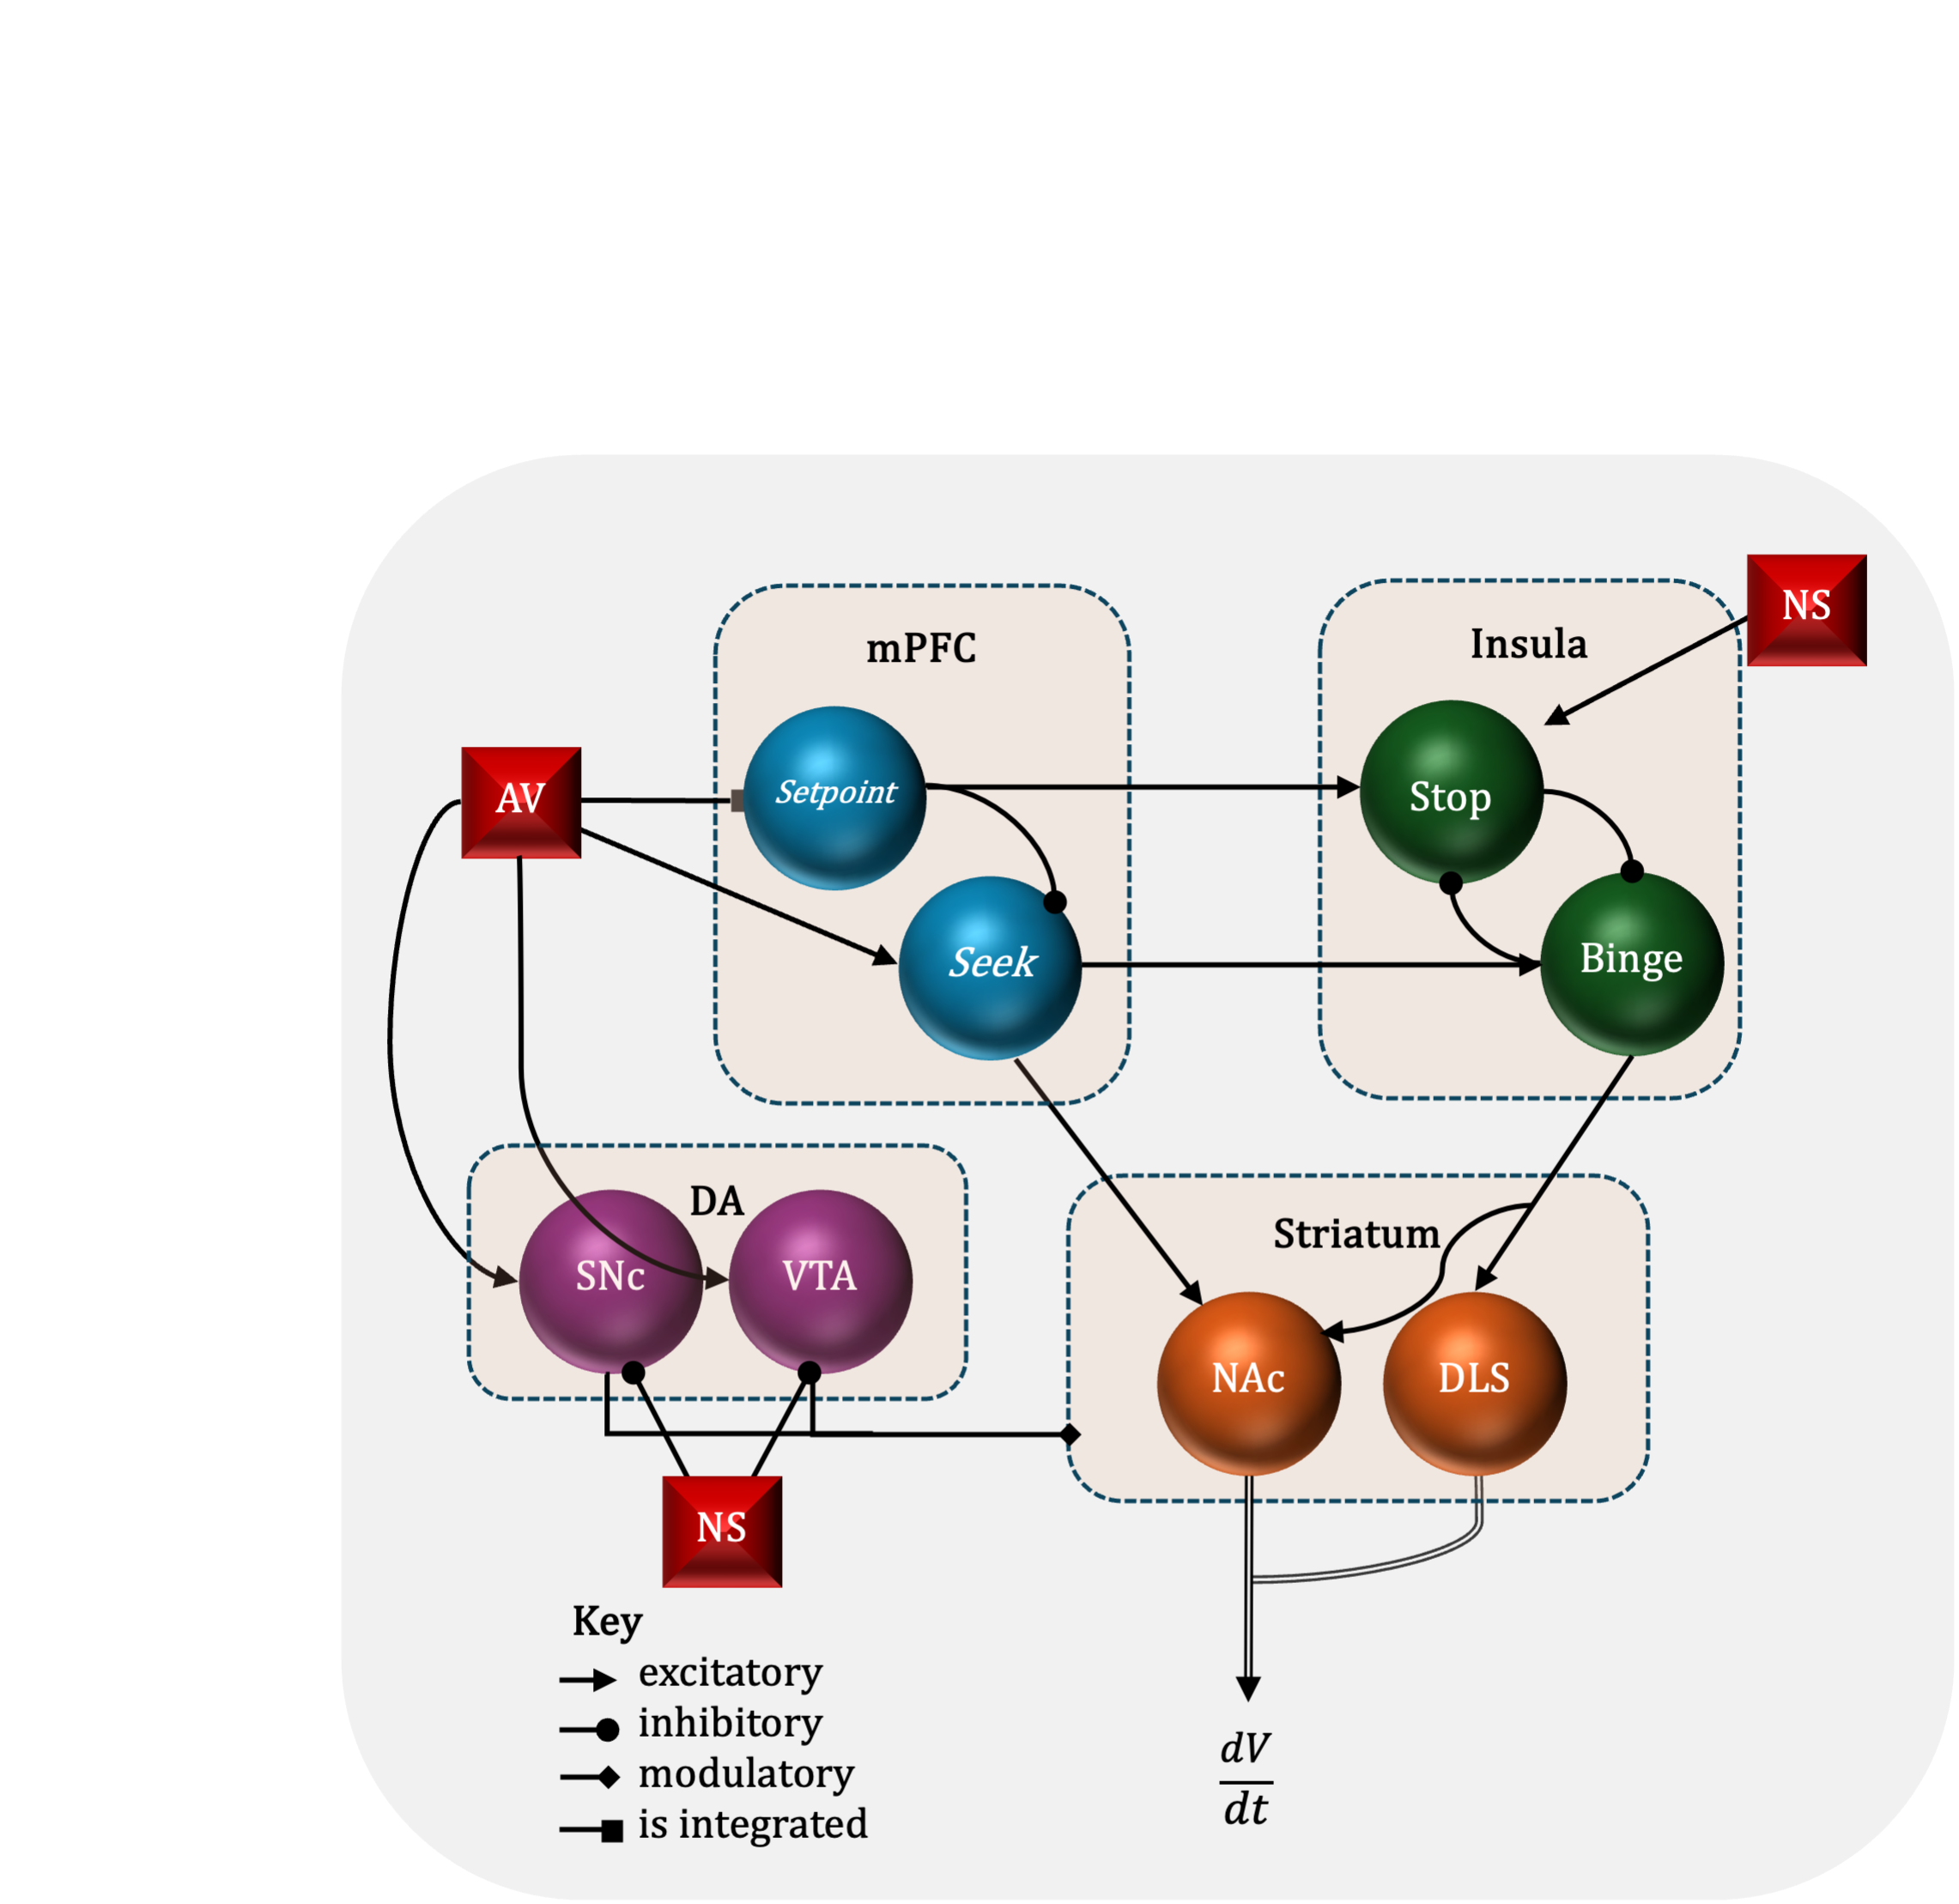 NS
mPFC
Insula
AV
Setpoint
Stop
Seek
Binge
DA
SNc
VTA
Striatum
NAc
DLS
NS
Key
excitatory
inhibitory
modulatory
is integrated
dV
dt